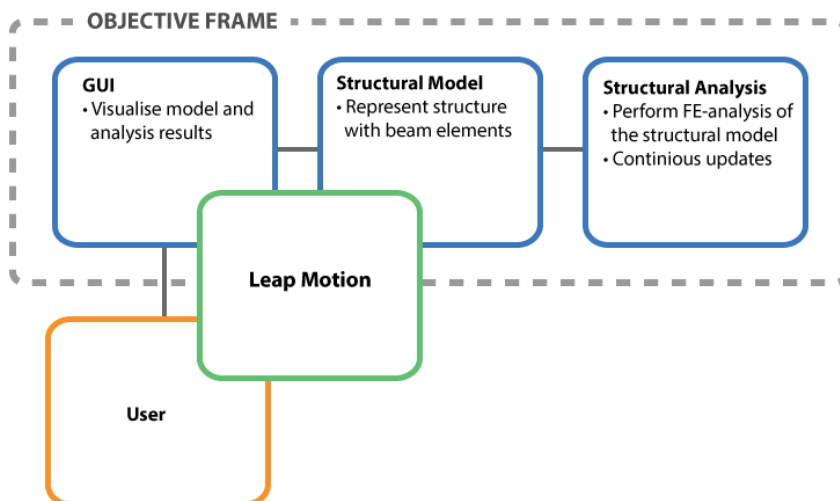 OBJECTIVE FRAME
GUI
• Visualise model and
analysis results
Structural Model
• Represent structure
with beam elements
Structural Analysis
• Perform FE-analysis of
the structural model
• Continious updates
Leap Motion
User